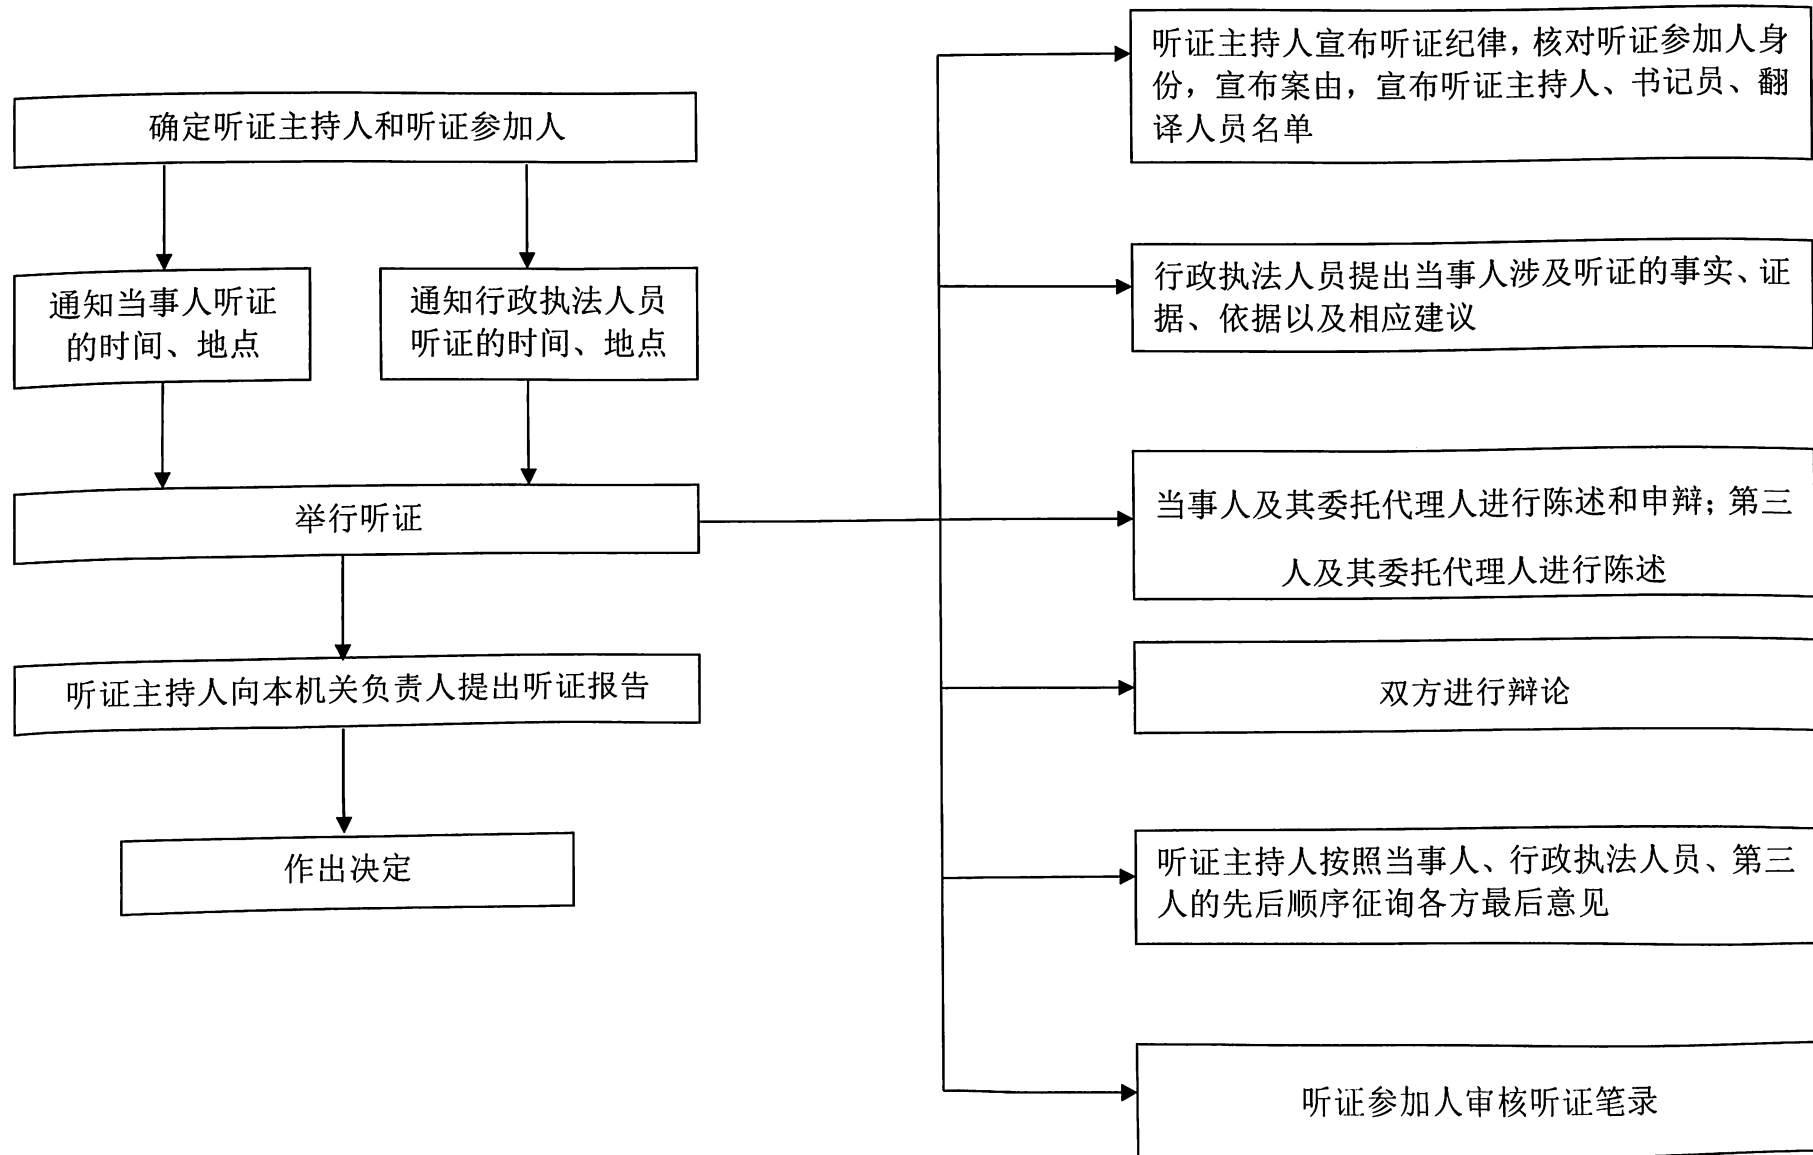 确定听证主持人和听证参加人
通知当事人听证
的时间、地点
通知行政执法人员
听证的时间、地点
举行听证
听证主持人向本机关负责人提出听证报告
作出决定
听证主持人宣布听证纪律，核对听证参加人身
份，宣布案由，宣布听证主持人、书记员、翻
译人员名单
行政执法人员提出当事人涉及听证的事实、证
据、依据以及相应建议
当事人及其委托代理人进行陈述和申辩；第三
人及其委托代理人进行陈述
双方进行辩论
听证主持人按照当事人、行政执法人员、第三
人的先后顺序征询各方最后意见
听证参加人审核听证笔录